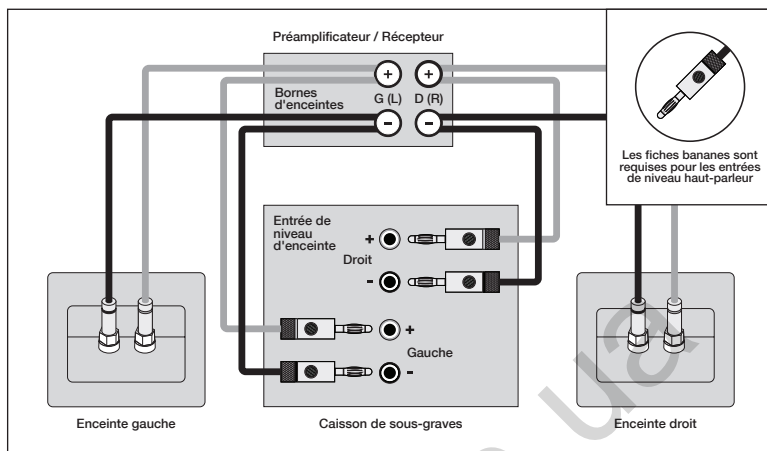 Préamplificateur / Récepteur
Bornes
d'enceintes
+ +
G (L) D (R)
- -
Les fiches bananes sont
requises pour les entrées
de niveau haut-parleur
Entrée de
niveau
d'enceinte
+
Droit
-
+
Gauche
-
Enceinte gauche
Caisson de sous-graves
Enceinte droit
ua